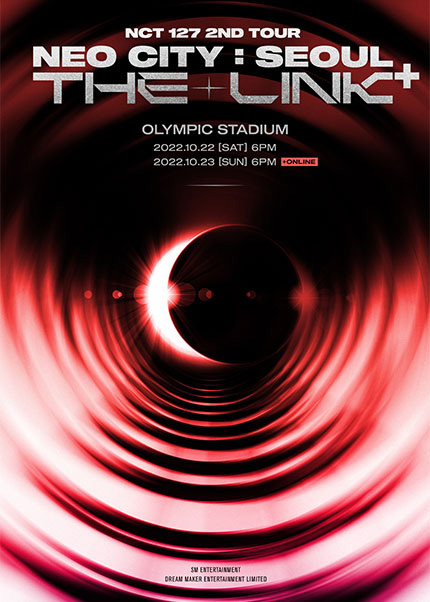 NCT 127 2ND TOUR
NEO CITY : SEOUL
THE LINK+
OLYMPIC STADIUM
2022.10.22 [SAT] 6PM
2022.10.23 [SUN] 6PM +ONLINE
SM ENTERTAINMENT
DREAM MAKER ENTERTAINMENT LIMITED